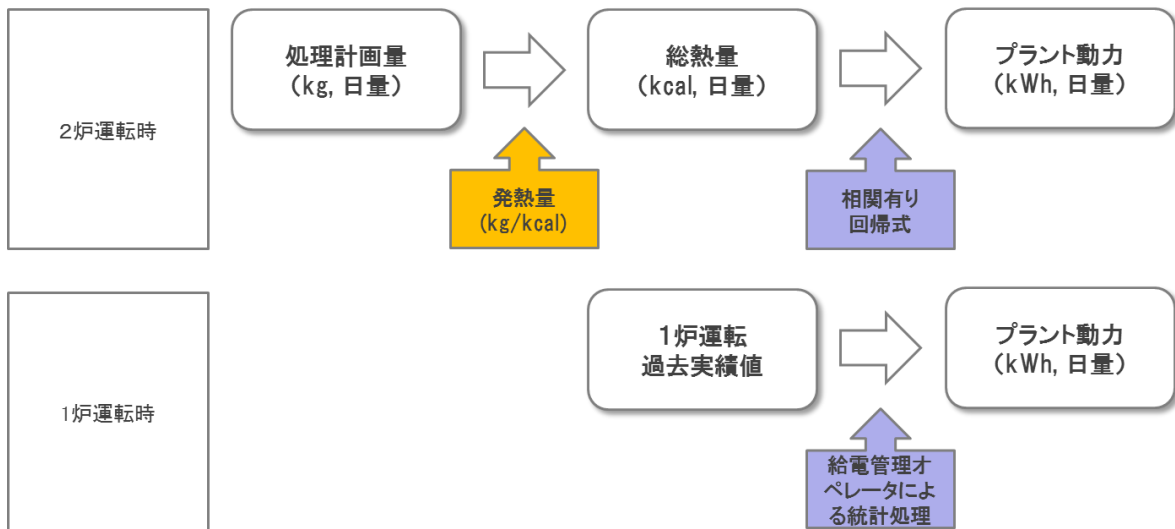 2炉運転時
処理計画量
(kg, 日量)
総熱量
(kcal, 日量)
プラント動力
(kWh, 日量)
発熱量
(kg/kcal)
相関有り
回帰式
1炉運転時
1炉運転
過去実績値
プラント動力
(kWh, 日量)
給電管理オ
ペレータによ
る統計処理